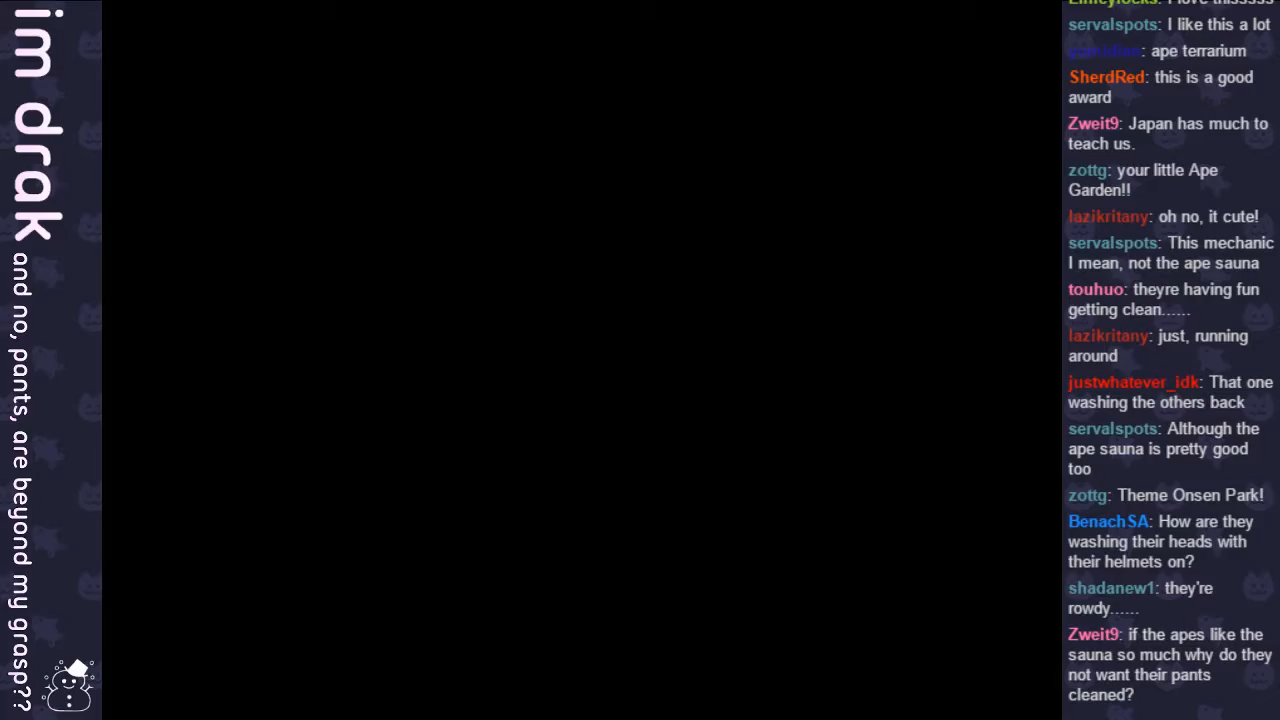 im drak
and no, pants, are beyond my grasp??
servalspots: I like this a lot
: ape terrarium
SherdRed: this is a good
award
Zweit9: Japan has much to
teach us.
zottg: your little Ape
Garden!!
lazikritany: oh no, it cute!
servalspots: This mechanic
I mean, not the ape sauna
touhuo: theyre having fun
getting clean......
lazikritany: just, running
around
justwhatever_idk: That one
washing the others back
servalspots: Although the
ape sauna is pretty good
too
zottg: Theme Onsen Park!
BenachSA: How are they
washing their heads with
their helmets on?
shadanew1: they're
rowdy......
Zweit9: if the apes like the
sauna so much why do they
not want their pants
cleaned?